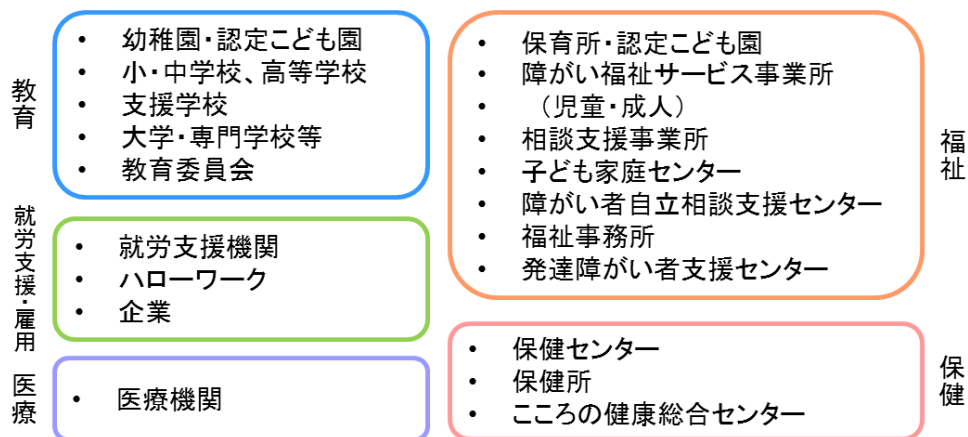 教育
・ 幼稚園・認定こども園
・ 小・中学校、高等学校
・ 支援学校
・ 大学・専門学校等
・ 教育委員会
就労支援・雇用
・ 就労支援機関
・ ハローワーク
・ 企業
医療
・ 医療機関
福祉
・ 保育所・認定こども園
・ 障がい福祉サービス事業所
・ （児童・成人）
・ 相談支援事業所
・ 子ども家庭センター
・ 障がい者自立相談支援センター
・ 福祉事務所
・ 発達障がい者支援センター
保健
・ 保健センター
・ 保健所
・ こころの健康総合センター